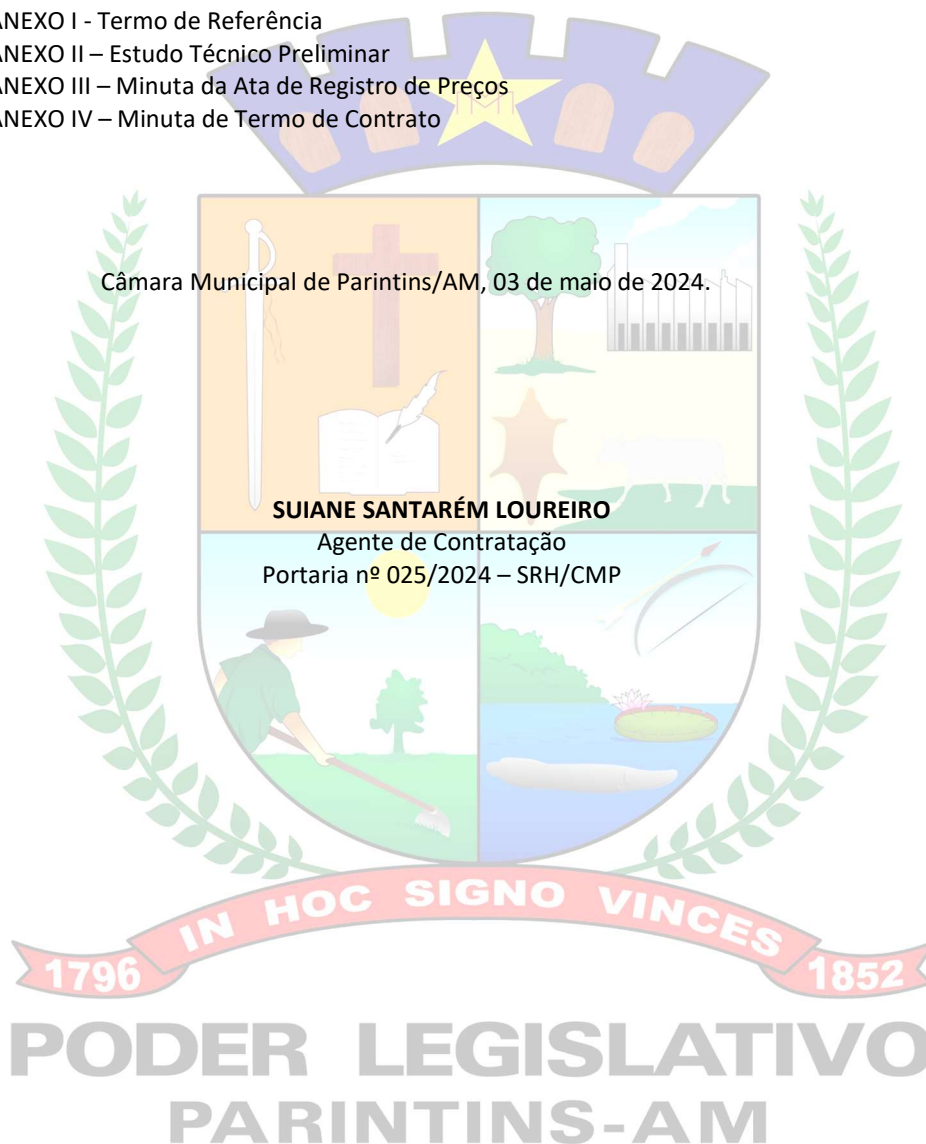 ANEXO I - Termo de Referência
ANEXO II – Estudo Técnico Preliminar
ANEXO III – Minuta da Ata de Registro de Preços
ANEXO IV – Minuta de Termo de Contrato
Câmara Municipal de Parintins/AM, 03 de maio de 2024.
SUIANE SANTARÉM LOUREIRO
Agente de Contratação
Portaria nº 025/2024 – SRH/CMP
IN HOC SIGNO VINCES
1796 1852
PODER LEGISLATIVO
PARINTINS-AM